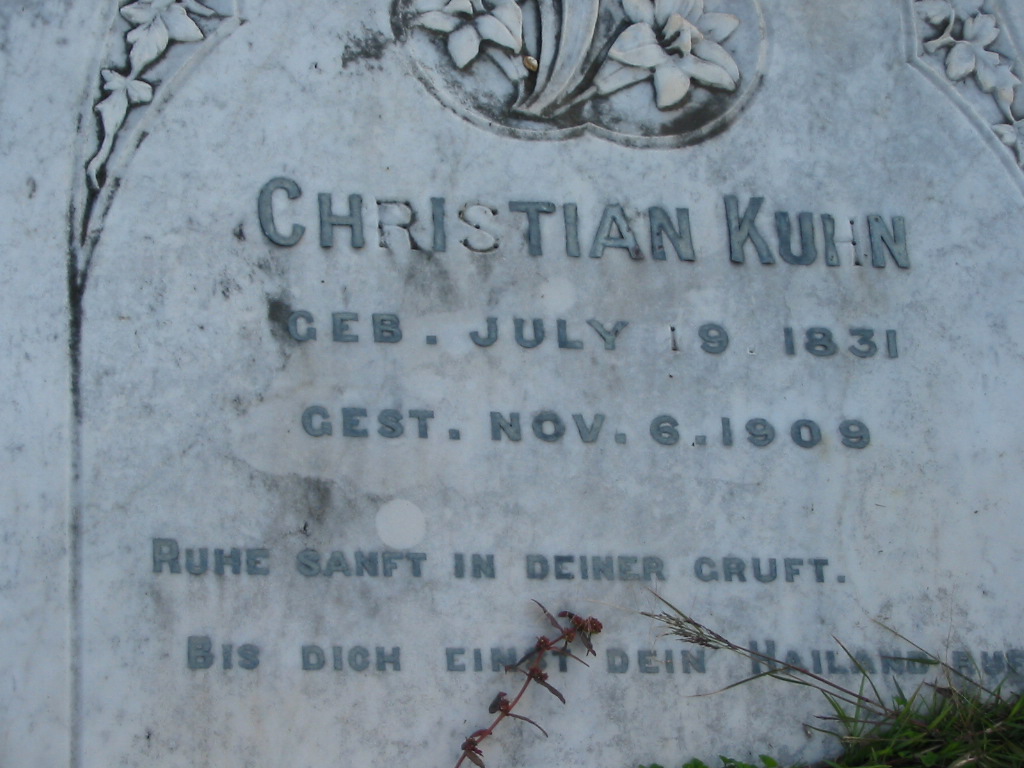 CHRISTIAN KUHN
GEB. JULY 19 1831
GEST. NOV. 6. 1909
RUHE SANFT IN DEINER GRUFT.
BIS DICH EINST DEIN HAILAND